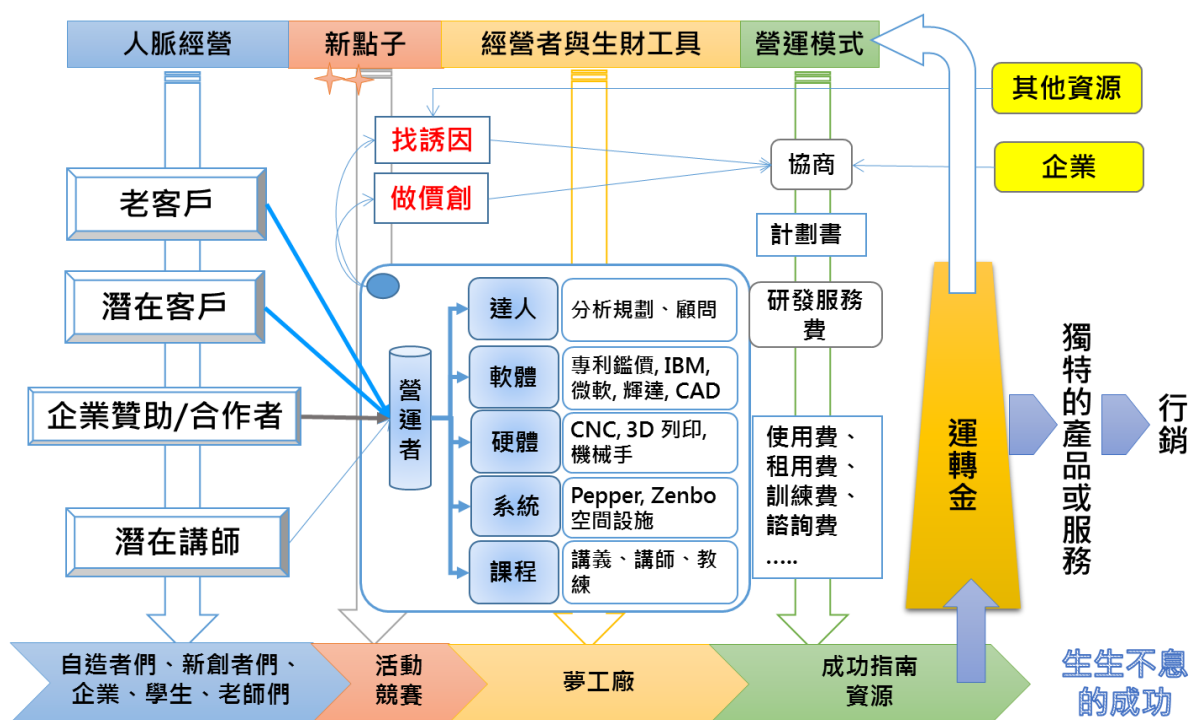 人脈經營
新點子
經營者與生財工具
營運模式
其他資源
企業
找誘因
做價創
協商
計劃書
研發服務
費
老客戶
潛在客戶
企業贊助/合作者
潛在講師
營
運
者
達人
分析規劃、顧問
軟體
專利鑑價, IBM,
微軟, 輝達, CAD
硬體
CNC, 3D 列印,
機械手
系統
Pepper, Zenbo
空間設施
課程
講義、講師、教
練
使用費、
租用費、
訓練費、
諮詢費
…..
運轉金
獨特的產品或服務
行銷
自造者們、新創者們、
企業、學生、老師們
活動
競賽
夢工廠
成功指南
資源
生生不息
的成功